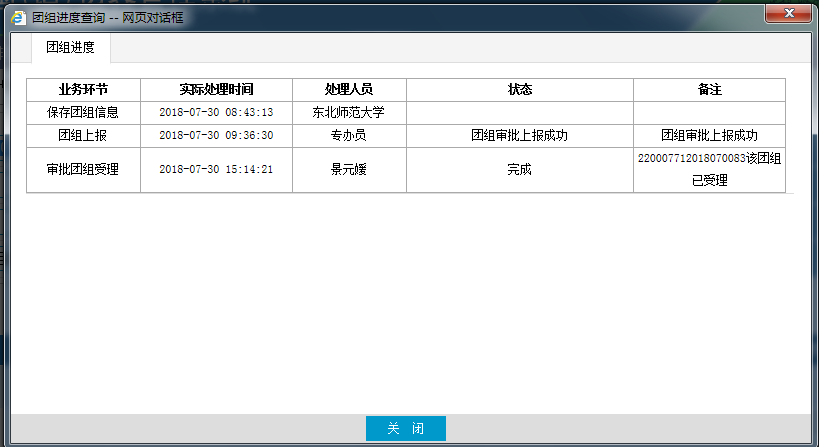 团组进度查询 -- 网页对话框
团组进度
业务环节 实际处理时间 处理人员 状态 备注
保存团组信息 2018-07-30 08:43:13 东北师范大学
团组上报 2018-07-30 09:36:30 专办员 团组审批上报成功 团组审批上报成功
审批团组受理 2018-07-30 15:14:21 景元媛 完成 220007712018070083该团组
已受理
关 闭